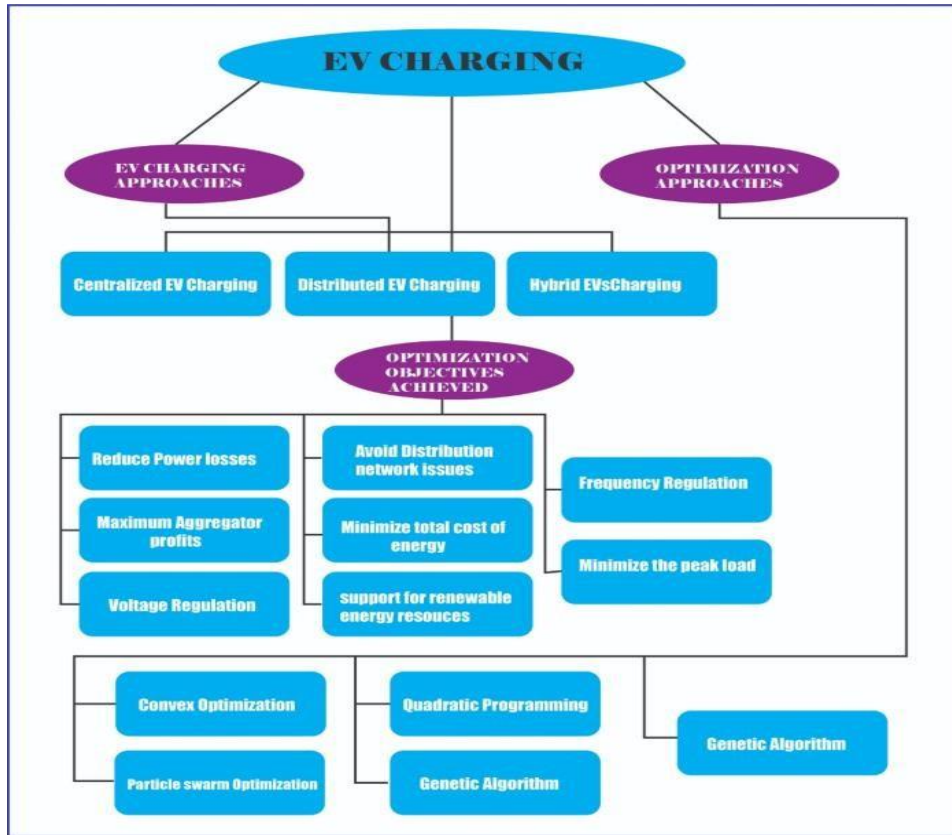 EV CHARGING
EV CHARGING
APPROACHES
OPTIMIZATION
APPROACHES
Centralized EV Charging
Distributed EV Charging
Hybrid EVsCharging
OPTIMIZATION
OBJECTIVES
ACHIEVED
Reduce Power losses
Avoid Distribution
network issues
Frequency Regulation
Maximum Aggregator
profits
Minimize total cost of
energy
Minimize the peak load
Voltage Regulation
support for renewable
energy resouces
Convex Optimization
Quadratic Programming
Genetic Algorithm
Particle swarm Optimization
Genetic Algorithm